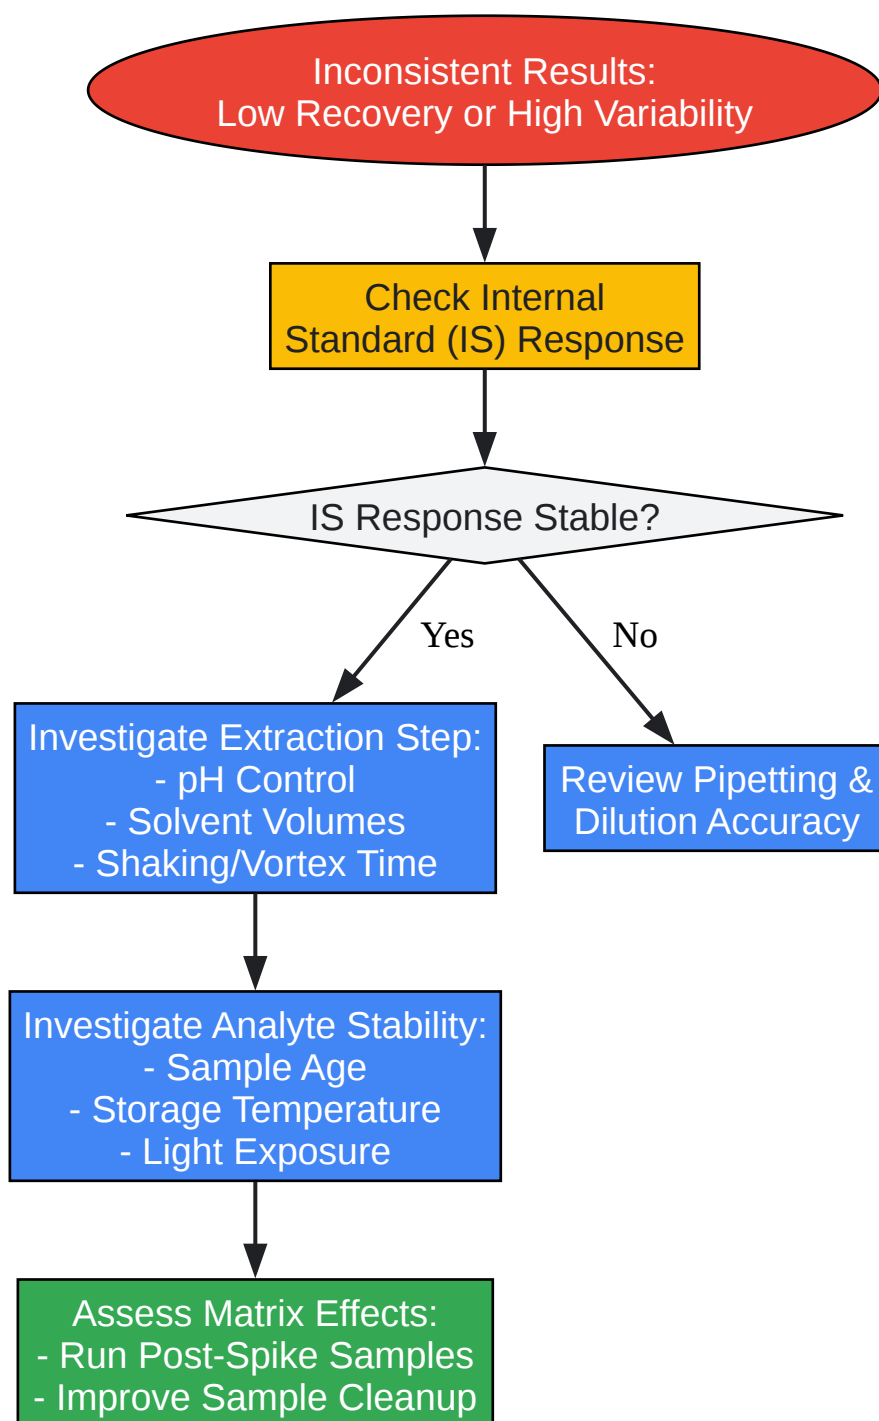 Inconsistent Results:
Low Recovery or High Variability
Check Internal
Standard (IS) Response
IS Response Stable?
Yes
No
Investigate Extraction Step:
- pH Control
- Solvent Volumes
- Shaking/Vortex Time
Review Pipetting &
Dilution Accuracy
Investigate Analyte Stability:
- Sample Age
- Storage Temperature
- Light Exposure
Assess Matrix Effects:
- Run Post-Spike Samples
- Improve Sample Cleanup